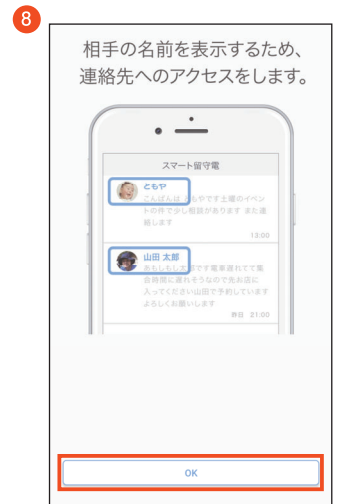 8
相手の名前を表示するため、
連絡先へのアクセスをします。
スマート留守電
ともや
こんばんは ともやです土曜のイベン
トの件で少し相談があります また連
絡します
13:00
山田 太郎
おもしもし太郎です電車遅れてて集
合時間に遅れそうなので先お店に
入ってください山田で予約しています
よろしくお願いします
昨日 21:00
OK